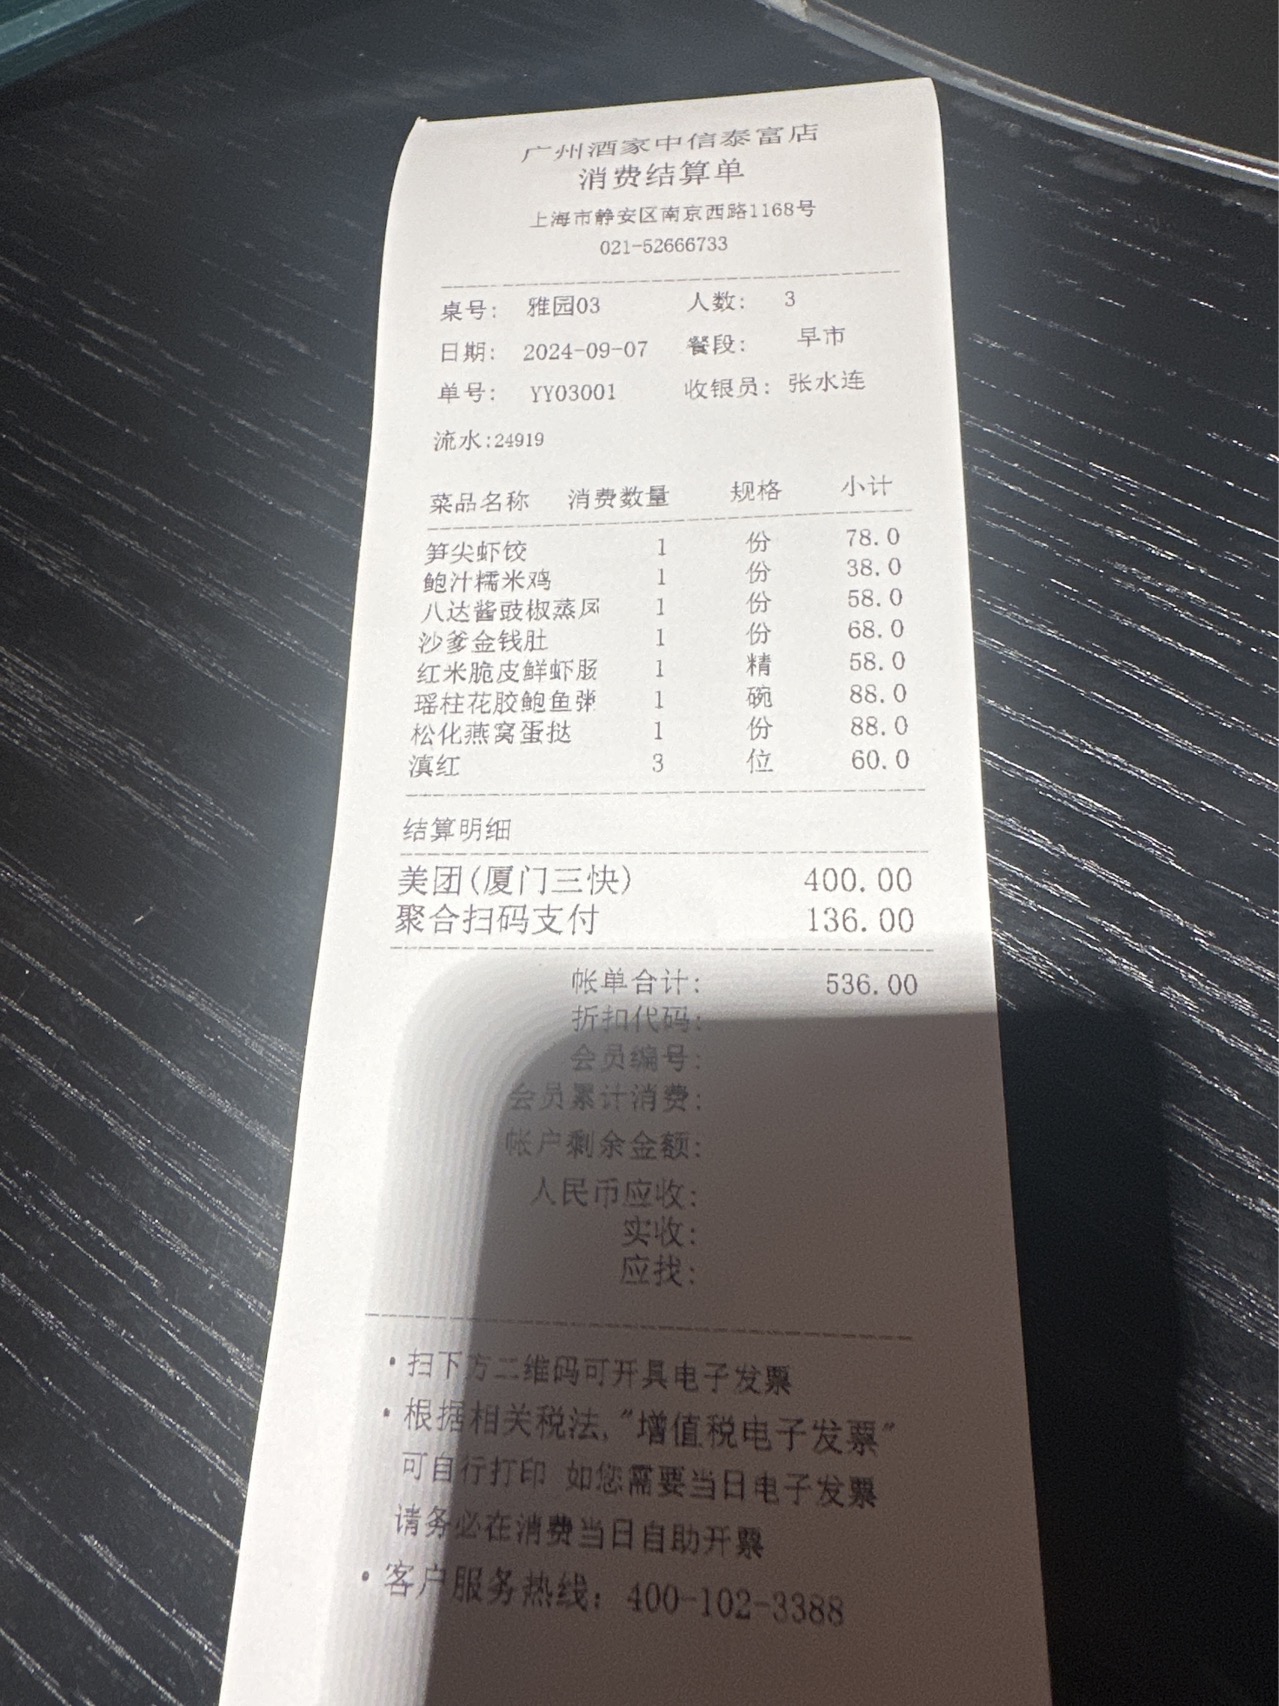 广州酒家中信泰富店
消费结算单
上海市静安区南京西路1168号
021-52666733
桌号: 雅园03 人数: 3
日期: 2024-09-07 餐段: 早市
单号: YY03001 收银员: 张水连
流水:24919
菜品名称 消费数量 规格 小计
笋尖虾饺 1 份 78.0
鲍汁糯米鸡 1 份 38.0
八达酱豉椒蒸凤 1 份 58.0
沙爹金钱肚 1 份 68.0
红米脆皮鲜虾肠 1 精 58.0
瑶柱花胶鲍鱼粥 1 碗 88.0
松化燕窝蛋挞 1 份 88.0
滇红 3 位 60.0
结算明细
美团(厦门三快) 400.00
聚合扫码支付 136.00
帐单合计: 536.00
折扣代码:
会员编号:
会员累计消费:
帐户剩余金额:
人民币应收:
实收:
应找:
·扫下方二维码可开具电子发票
·根据相关税法,"增值税电子发票"
可自行打印 如您需要当日电子发票
请务必在消费当日自助开票
·客户服务热线: 400-102-3388